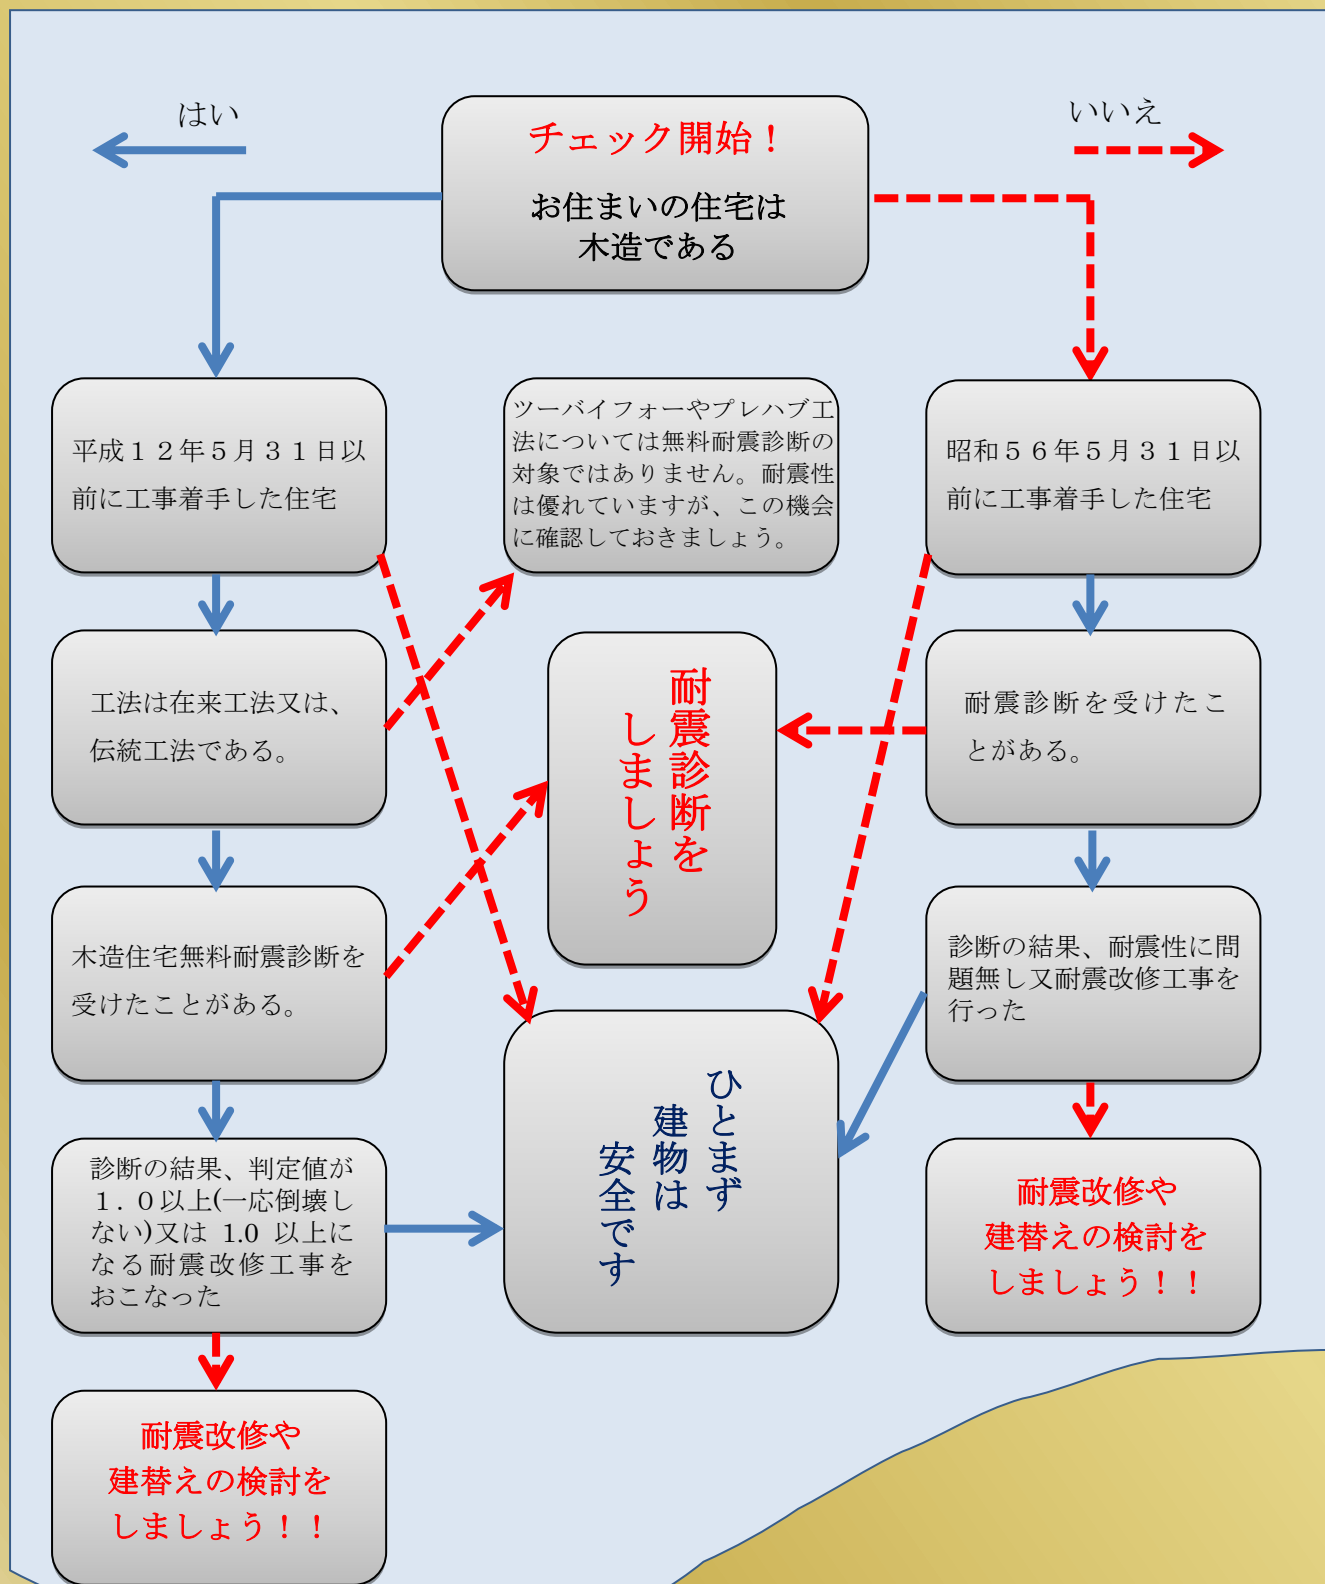 はい
いいえ
チェック開始！
お住まいの住宅は
木造である
平成１２年５月３１日以
前に工事着手した住宅
ツーバイフォーやプレハブ工
法については無料耐震診断の
対象ではありません。耐震性
は優れていますが、この機会
に確認しておきましょう。
昭和５６年５月３１日以
前に工事着手した住宅
工法は在来工法又は、
伝統工法である。
耐震診断を
しましょう
耐震診断を受けたこ
とがある。
木造住宅無料耐震診断を
受けたことがある。
診断の結果、耐震性に問
題無し又耐震改修工事を
行った
ひとまず
建物は
安全です
診断の結果、判定値が
１．０以上(一応倒壊し
ない)又は 1.0 以上に
なる耐震改修工事を
おこなった
耐震改修や
建替えの検討を
しましょう！！
耐震改修や
建替えの検討を
しましょう！！